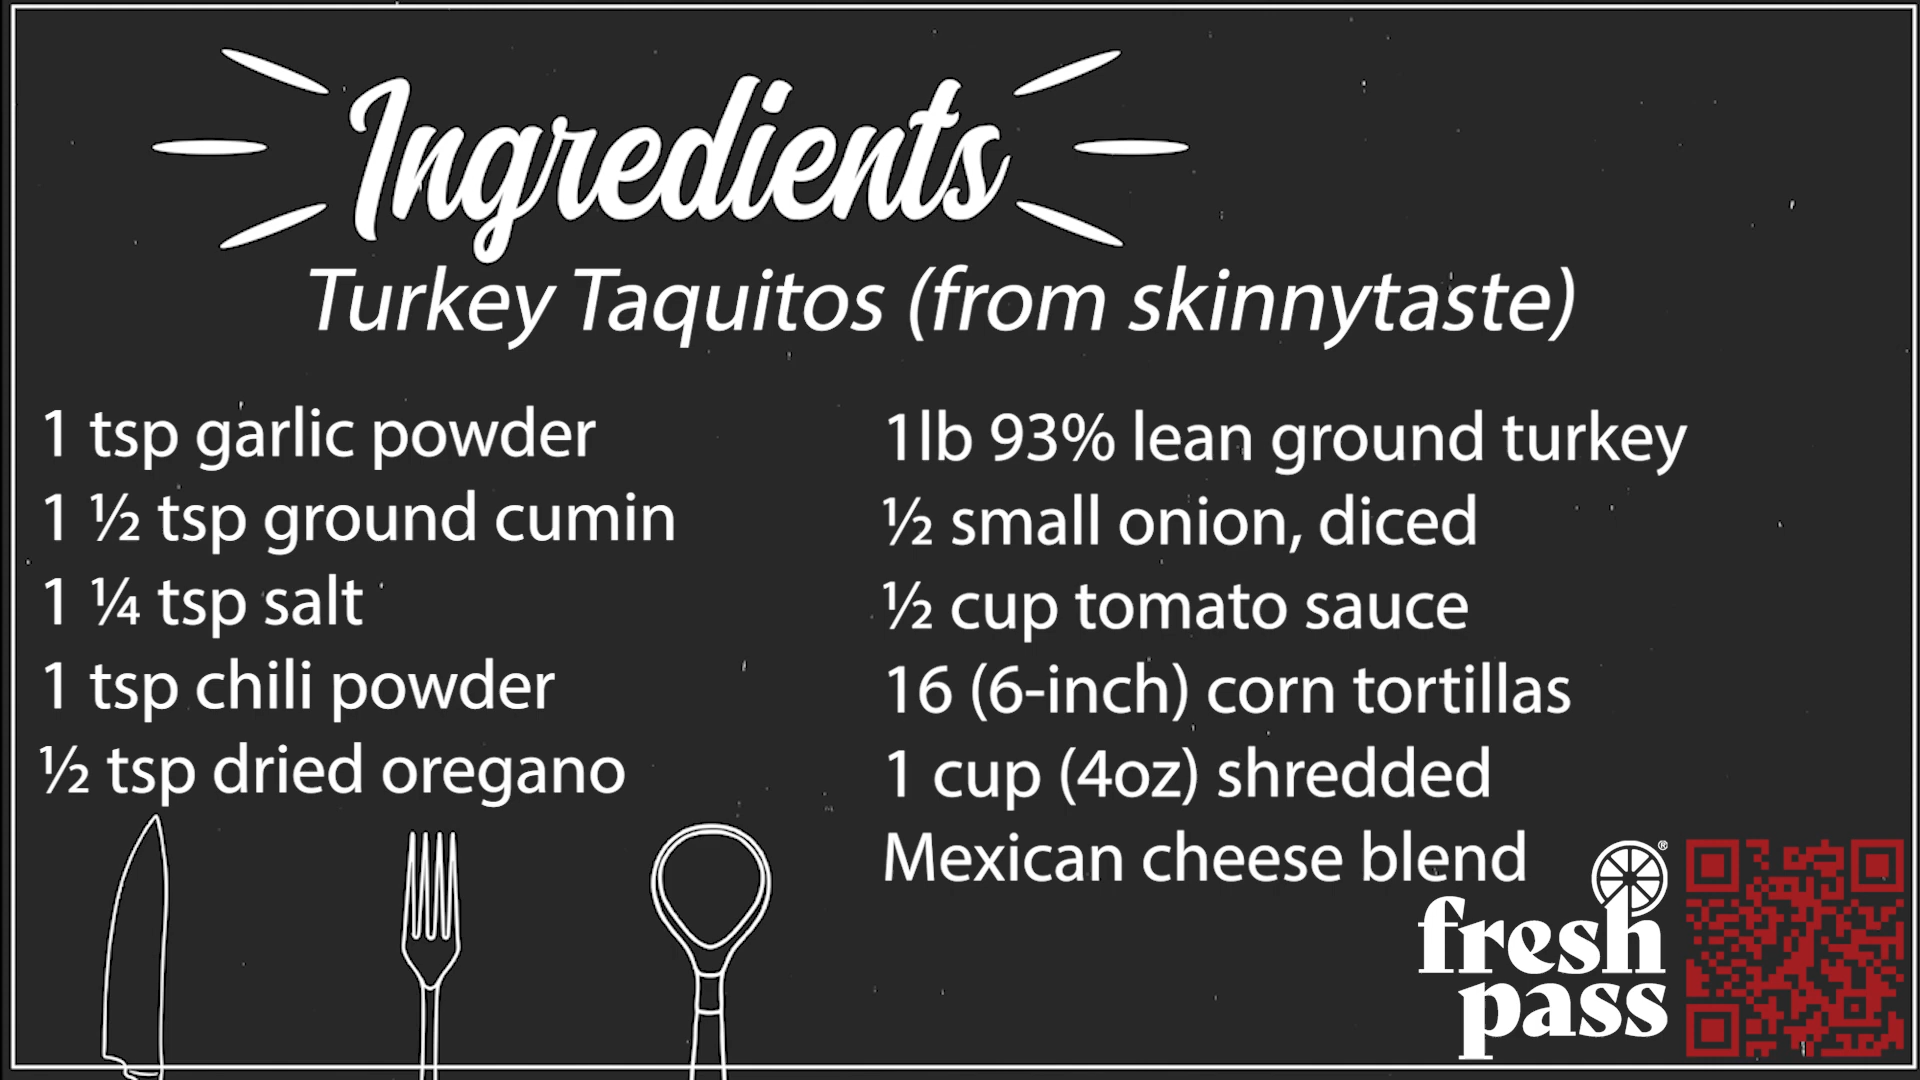 Ingredients
Turkey Taquitos (from skinnytaste)
1 tsp garlic powder
1 ½ tsp ground cumin
1 ¼ tsp salt
1 tsp chili powder
½ tsp dried oregano
1lb 93% lean ground turkey
½ small onion, diced
½ cup tomato sauce
16 (6-inch) corn tortillas
1 cup (4oz) shredded
Mexican cheese blend
fresh®
pass